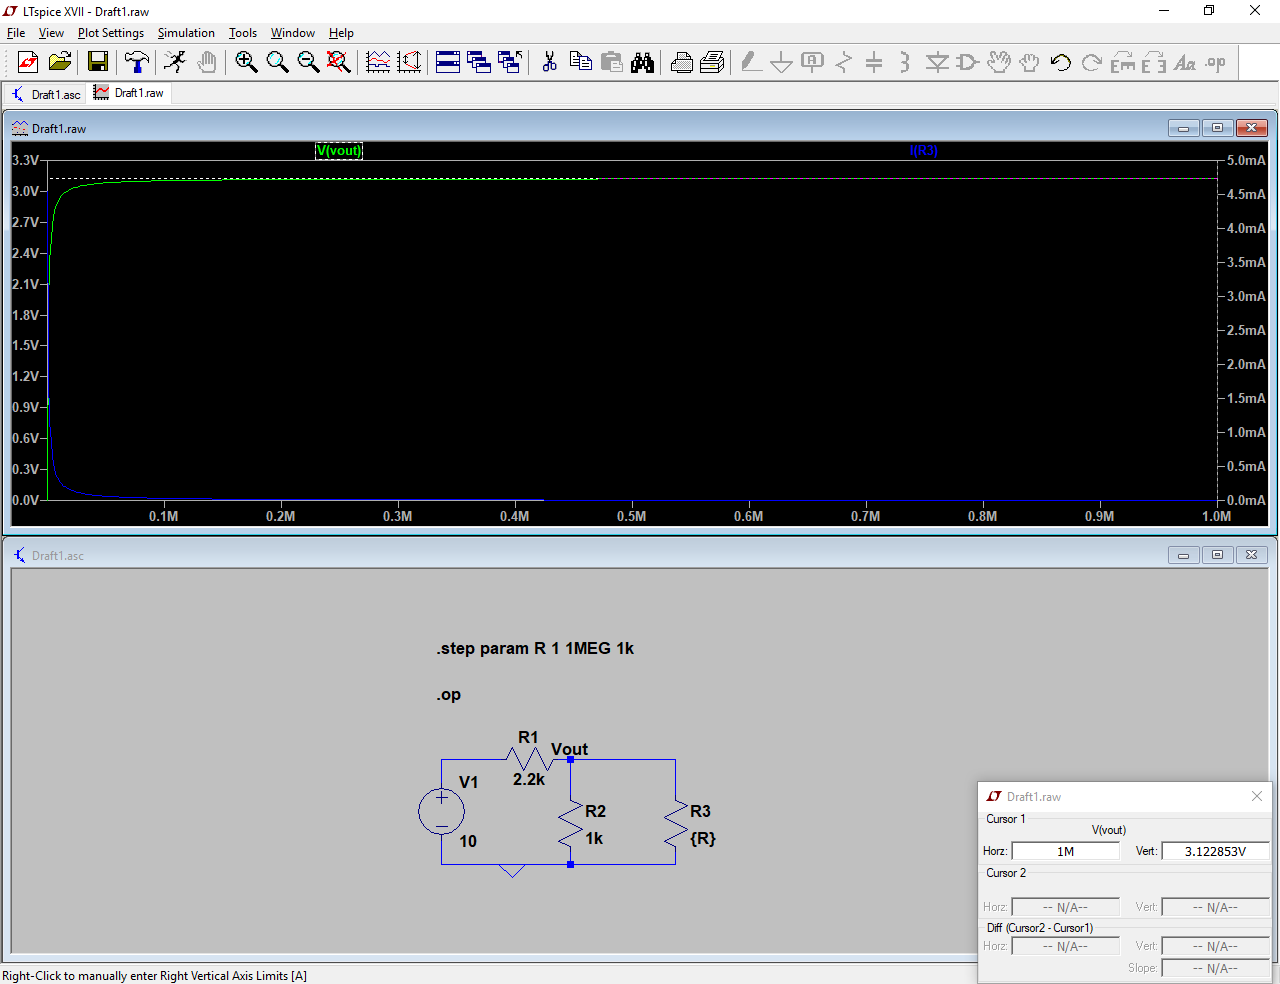 LTspice XVII - Draft1.raw
File View Plot Settings Simulation Tools Window Help
Draft1.asc Draft1.raw
Draft1.raw
V(vout) I(R3)
3.3V 5.0mA
3.0V 4.5mA
2.7V 4.0mA
2.4V 3.5mA
2.1V 3.0mA
1.8V 2.5mA
1.5V 2.0mA
1.2V 1.5mA
0.9V 1.0mA
0.6V 0.5mA
0.3V 0.0mA
0.0V
0.1M 0.2M 0.3M 0.4M 0.5M 0.6M 0.7M 0.8M 0.9M 1.0M
Draft1.asc
.step param R 1 1MEG 1k
.op
R1 Vout
2.2k
V1
10
R2
1k
R3
{R}
Draft1.raw
Cursor 1
V(vout)
Horz: 1M Vert: 3.122853V
Cursor 2
Horz: -- N/A-- Vert: -- N/A--
Diff (Cursor2 - Cursor1)
Horz: -- N/A-- Vert: -- N/A--
Slope: -- N/A--
Right-Click to manually enter Right Vertical Axis Limits [A]